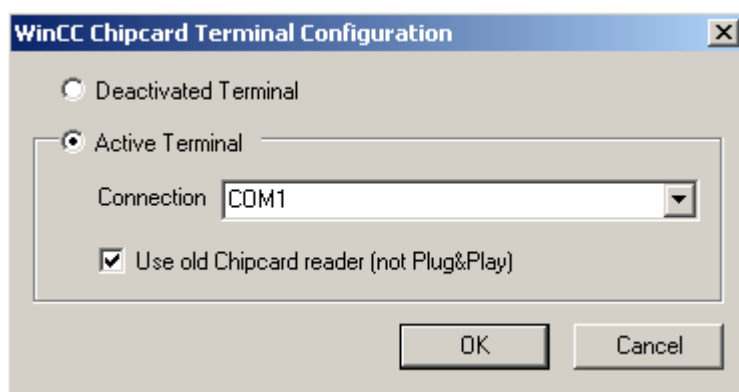 WinCC Chipcard Terminal Configuration
Deactivated Terminal
Active Terminal
Connection COM1
Use old Chipcard reader (not Plug&Play)
OK Cancel